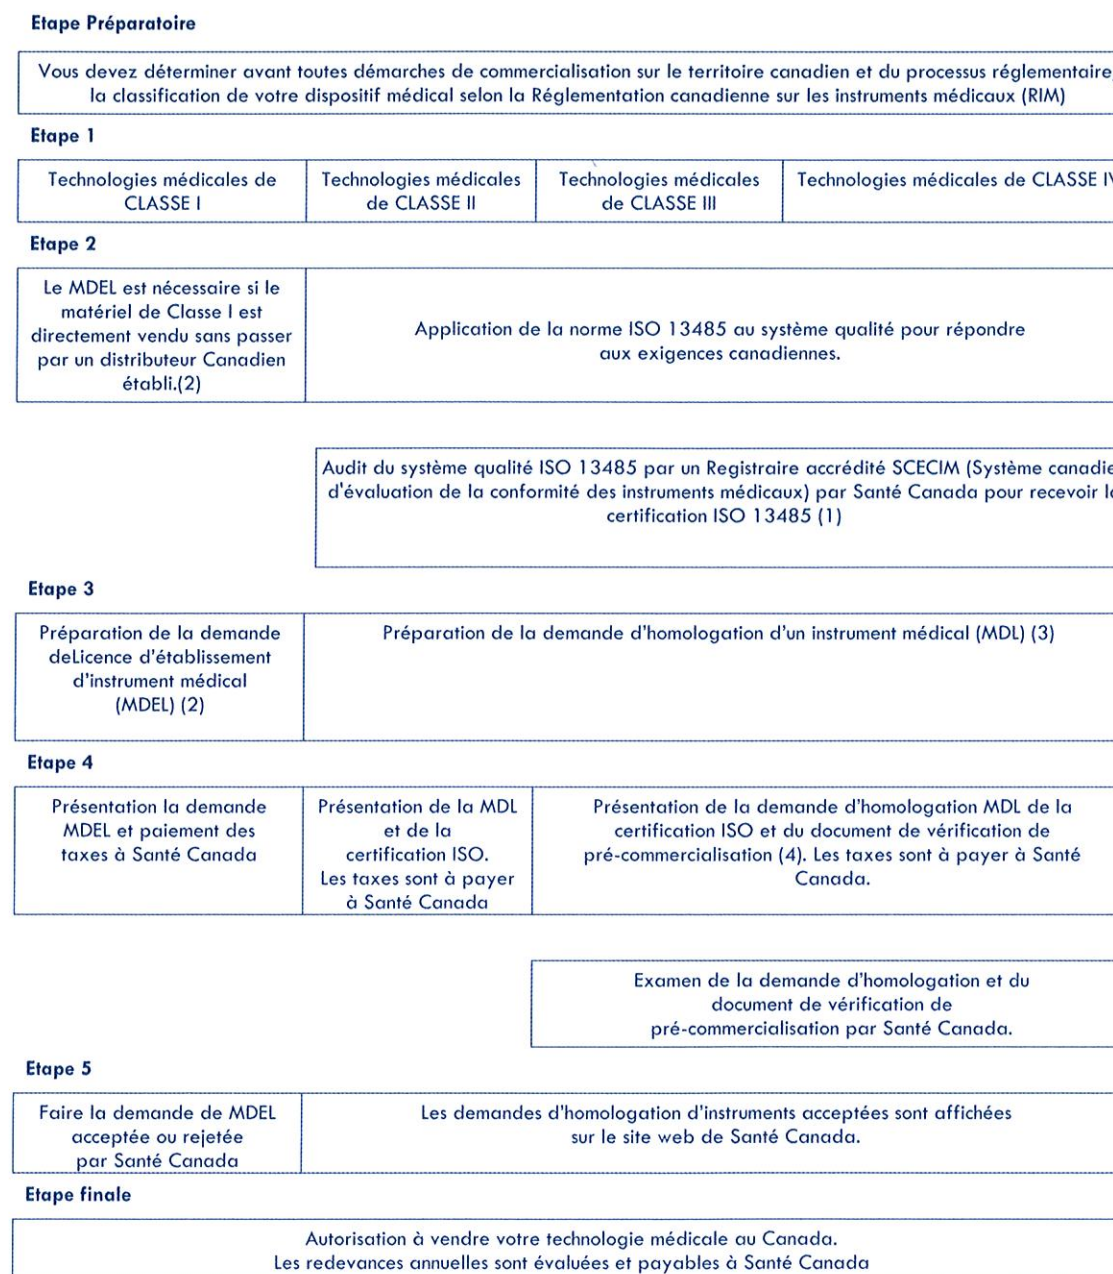 Etape Préparatoire
Vous devez déterminer avant toutes démarches de commercialisation sur le territoire canadien et du processus réglementaire,
la classification de votre dispositif médical selon la Réglementation canadienne sur les instruments médicaux (RIM)
Etape 1
Technologies médicales de
CLASSE I
Technologies médicales
de CLASSE II
Technologies médicales
de CLASSE III
Technologies médicales de CLASSE IV
Etape 2
Le MDEL est nécessaire si le
matériel de Classe I est
directement vendu sans passer
par un distributeur Canadien
établi.(2)
Application de la norme ISO 13485 au système qualité pour répondre
aux exigences canadiennes.
Audit du système qualité ISO 13485 par un Registraire accrédité SCECIM (Système canadie
d'évaluation de la conformité des instruments médicaux) par Santé Canada pour recevoir la
certification ISO 13485 (1)
Etape 3
Préparation de la demande
deLicence d'établissement
d'instrument médical
(MDEL) (2)
Préparation de la demande d'homologation d'un instrument médical (MDL) (3)
Etape 4
Présentation la demande
MDEL et paiement des
taxes à Santé Canada
Présentation de la MDL
et de la
certification ISO.
Les taxes sont à payer
à Santé Canada
Présentation de la demande d'homologation MDL de la
certification ISO et du document de vérification de
pré-commercialisation (4). Les taxes sont à payer à Santé
Canada.
Examen de la demande d'homologation et du
document de vérification de
pré-commercialisation par Santé Canada.
Etape 5
Faire la demande de MDEL
acceptée ou rejetée
par Santé Canada
Les demandes d'homologation d'instruments acceptées sont affichées
sur le site web de Santé Canada.
Etape finale
Autorisation à vendre votre technologie médicale au Canada.
Les redevances annuelles sont évaluées et payables à Santé Canada